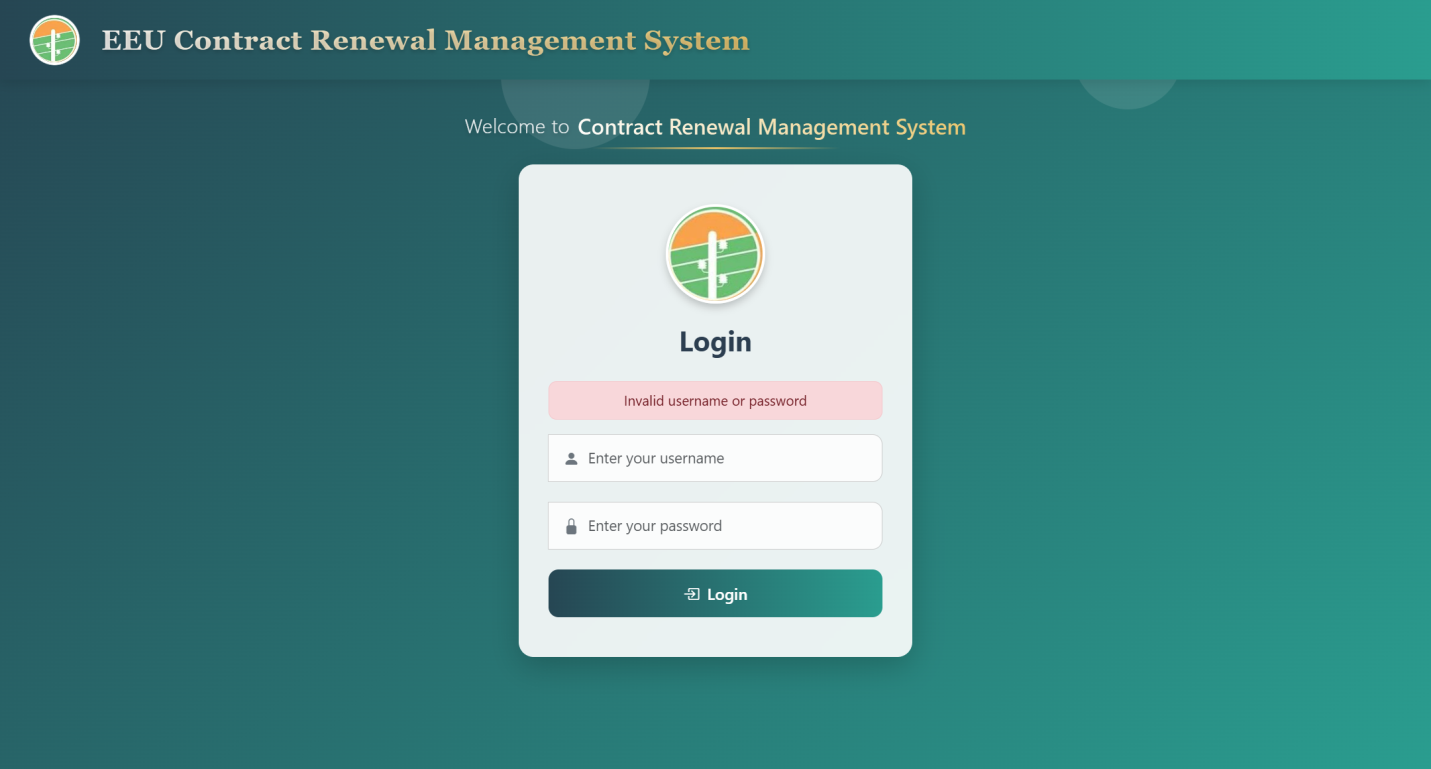 EEU Contract Renewal Management System
Welcome to Contract Renewal Management System
Login
Invalid username or password
Enter your username
Enter your password
Login